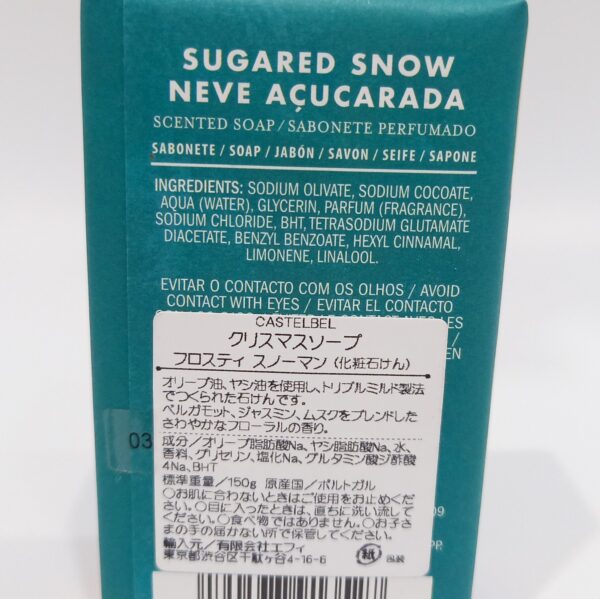 SUGARED SNOW
NEVE AÇUCARADA
SCENTED SOAP / SABONETE PERFUMADO
SABONETE / SOAP / JABÓN / SAVON / SEIFE / SAPONE
INGREDIENTS: SODIUM OLIVATE, SODIUM COCOATE,
AQUA (WATER), GLYCERIN, PARFUM (FRAGRANCE),
SODIUM CHLORIDE, BHT, TETRASODIUM GLUTAMATE
DIACETATE, BENZYL BENZOATE, HEXYL CINNAMAL,
LIMONENE, LINALOOL.
EVITAR O CONTACTO COM OS OLHOS / AVOID
CONTACT WITH EYES / EVITAR EL CONTACTO
CASTELBEL
クリスマスソープ
フロスティ スノーマン (化粧石けん)
オリーブ油、ヤシ油を使用し、トリプルミルド製法
でつくられた石けんです。
ベルガモット、ジャスミン、ムスクをブレンドした
さわやかなフローラルの香り。
成分/オリーブ脂肪酸Na、ヤシ脂肪酸Na、水、
香料、グリセリン、塩化Na、グルタミン酸ジ酢酸
4Na、BHT
標準重量/150g 原産国/ポルトガル
○お肌に合わないときはご使用をお止めくだ
さい。○目に入ったときは、直ちに洗い流して
ください。○食べ物ではありません。○お子さ
まの手の届かない所で保管してください。
輸入元/有限会社エフィ
東京都渋谷区千駄ヶ谷4-16-6
紙 包装
03
09
PP.